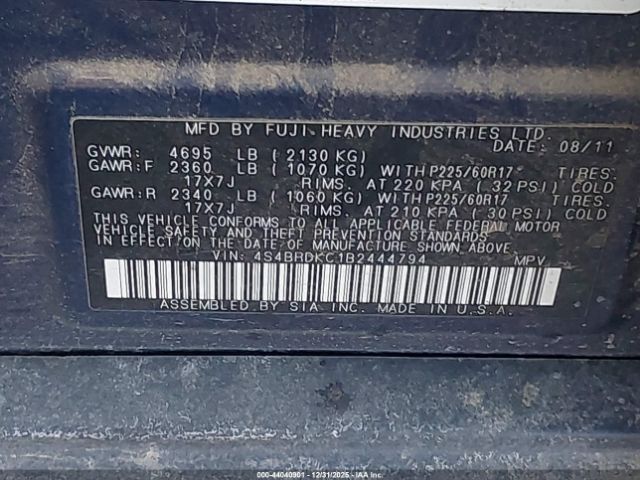 MFD BY FUJI HEAVY INDUSTRIES LTD.
DATE: 08/11
GVWR: 4695 LB ( 2130 KG)
GAWR:F 2360 LB ( 1070 KG) WITH P225/60R17 TIRES.
17X7J RIMS. AT 220 KPA ( 32 PSI) COLD
GAWR:R 2340 LB ( 1060 KG) WITH P225/60R17 TIRES.
17X7J RIMS. AT 210 KPA ( 30 PSI) COLD
THIS VEHICLE CONFORMS TO ALL APPLICABLE FEDERAL MOTOR
VEHICLE SAFETY AND THEFT PREVENTION STANDARDS IN
EFFECT ON THE DATE OF MANUFACTURE SHOWN ABOVE.
VIN: 4S4BRDKC1B2444794 MPV
ASSEMBLED BY SIA INC. MADE IN U.S.A.
000-44040901 - 12/31/2025 - COPYRIGHT IAA, LLC.